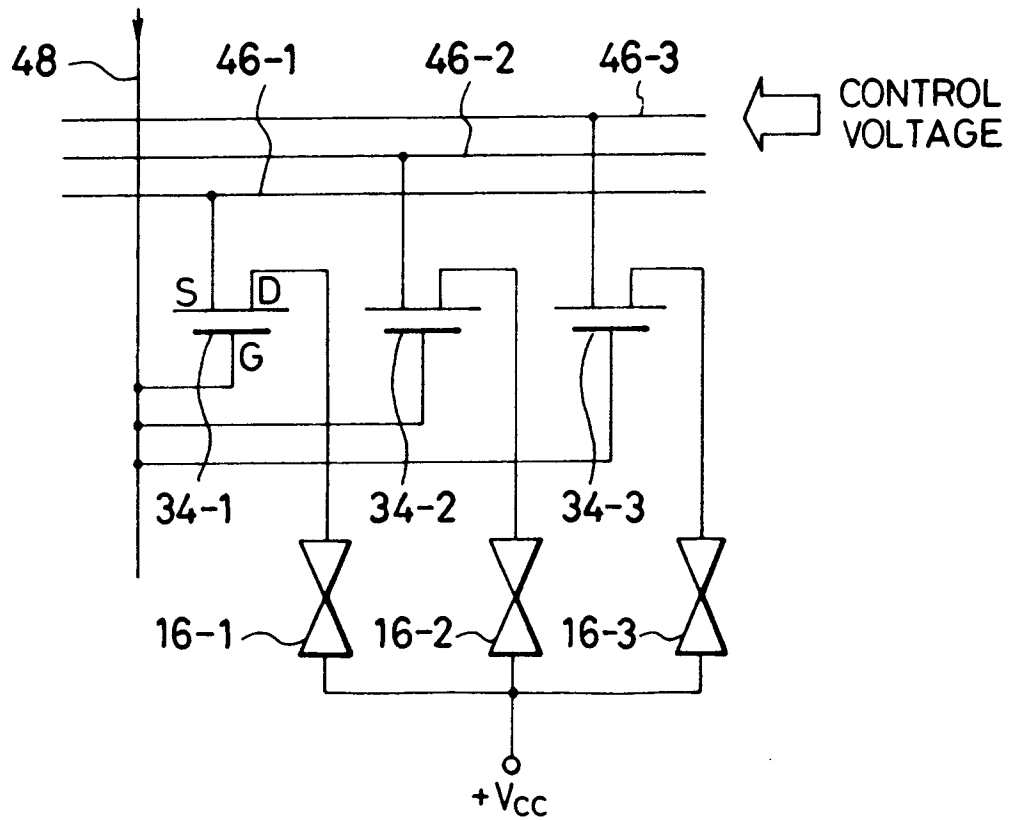 48
46-1
46-2
46-3
CONTROL
VOLTAGE
S
D
G
34-1
34-2
34-3
16-1
16-2
16-3
+VCC